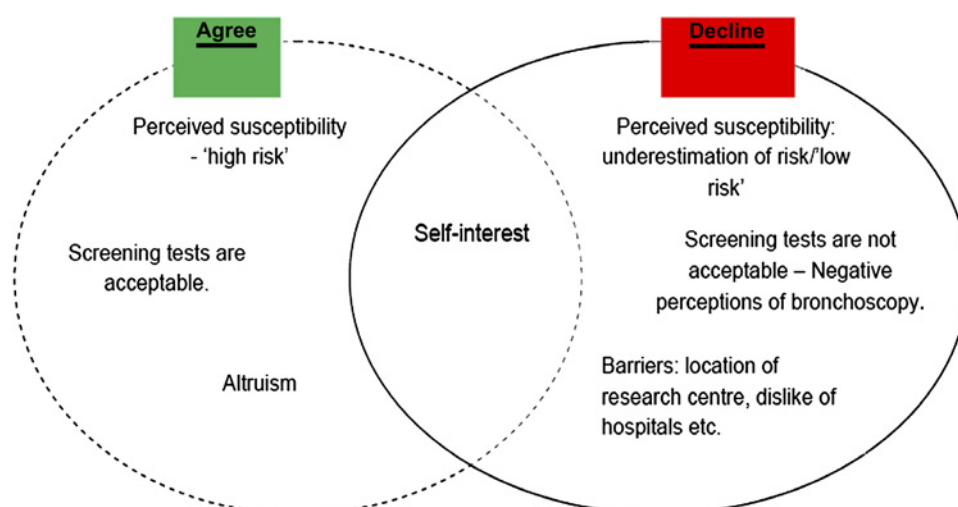 Agree
Perceived susceptibility
- ‘high risk’
Screening tests are
acceptable.
Altruism
Self-interest
Decline
Perceived susceptibility:
underestimation of risk/’low
risk’
Screening tests are not
acceptable – Negative
perceptions of bronchoscopy.
Barriers: location of
research centre, dislike of
hospitals etc.